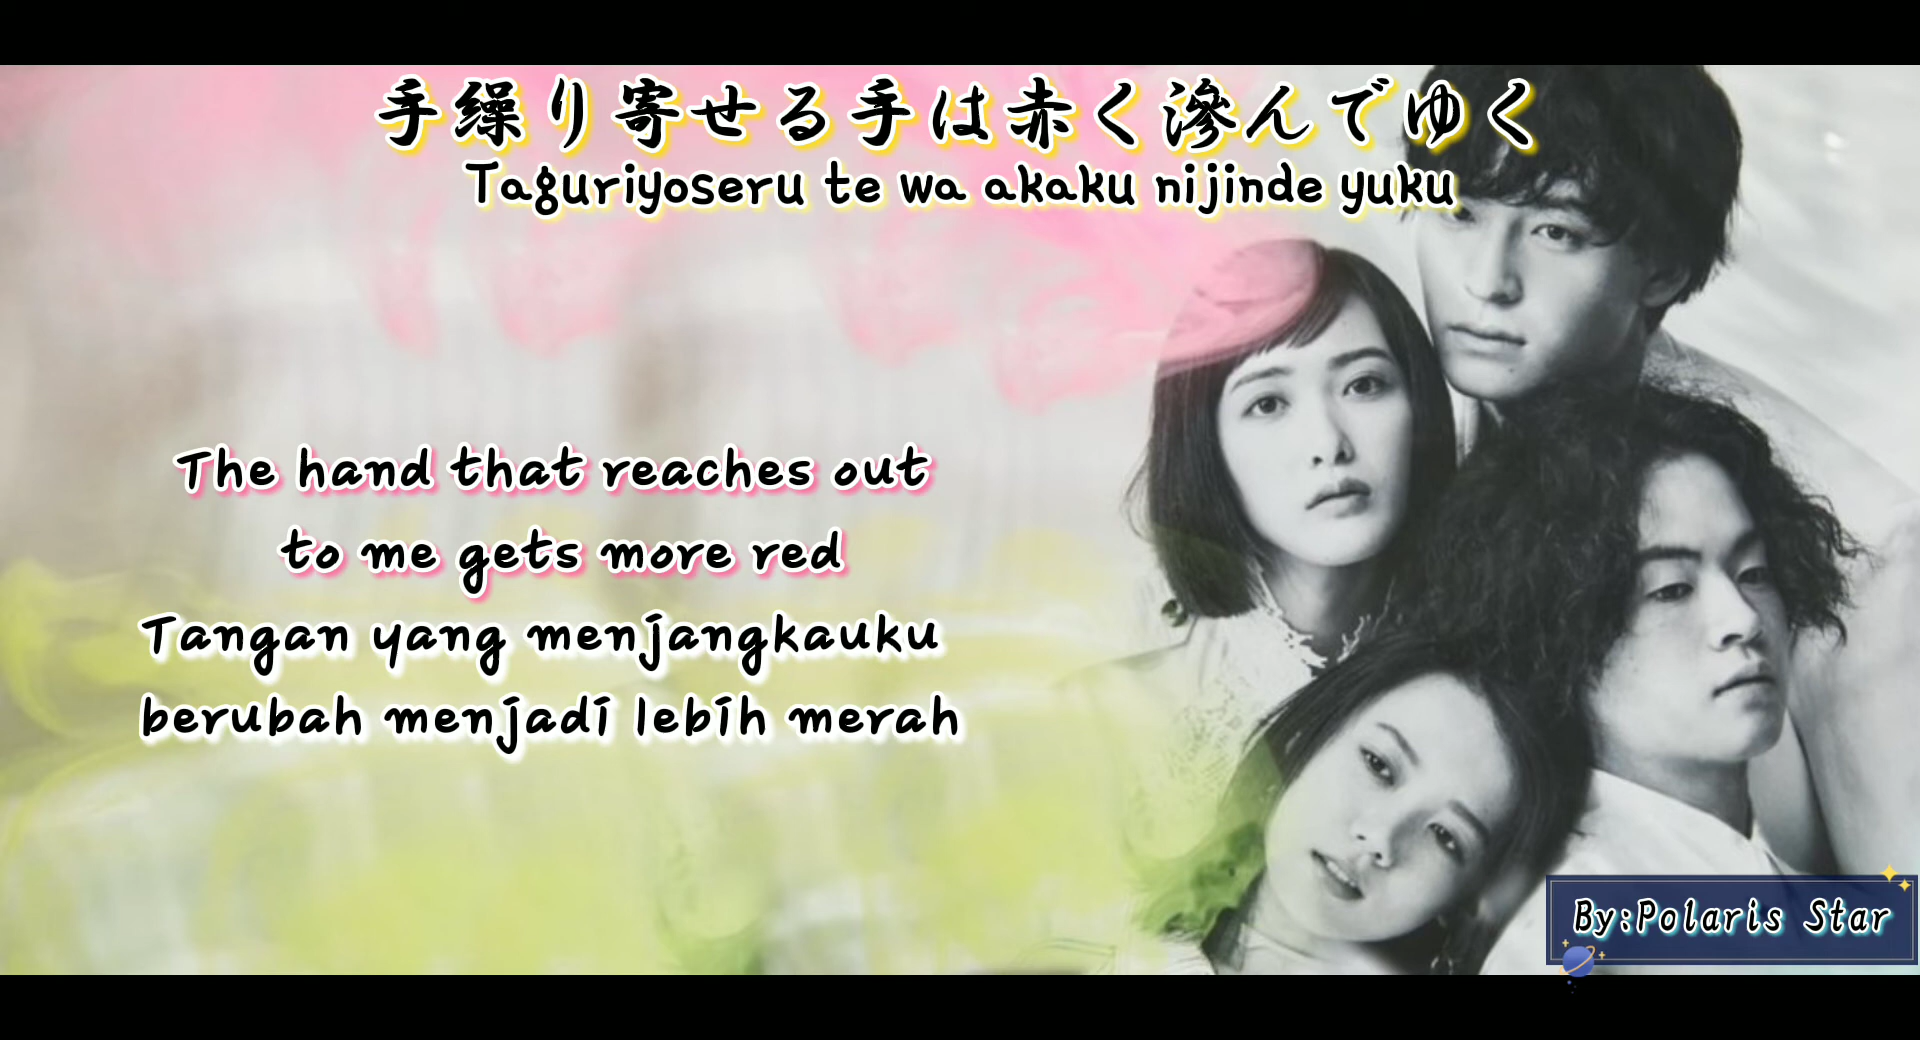 手繰り寄せる手は赤く滲んでゆく
Taguriyoseru te wa akaku nijinde yuku
The hand that reaches out
to me gets more red
Tangan yang menjangkauku
berubah menjadi lebih merah
By:Polaris Star